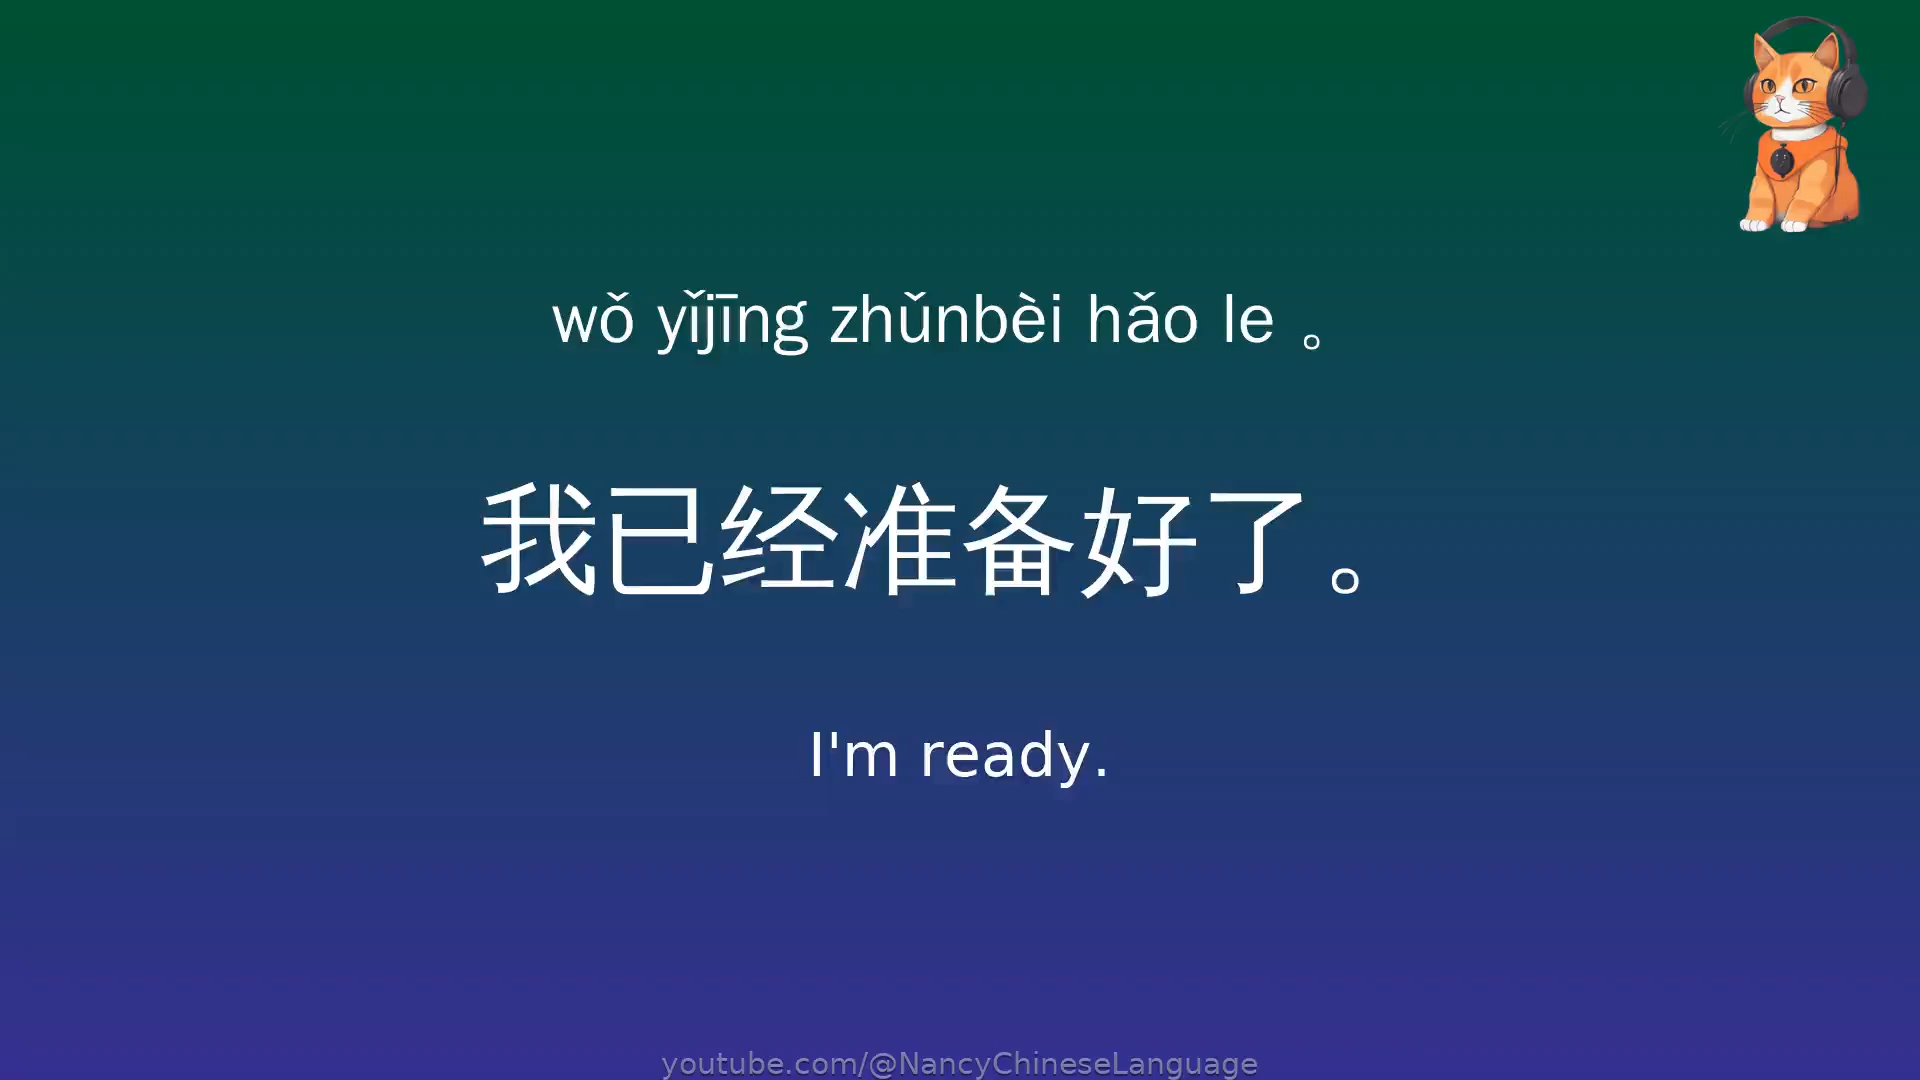 wǒ yǐjīng zhǔnbèi hǎo le 。
我已经准备好了。
I'm ready.
youtube.com/@NancyChineseLanguage